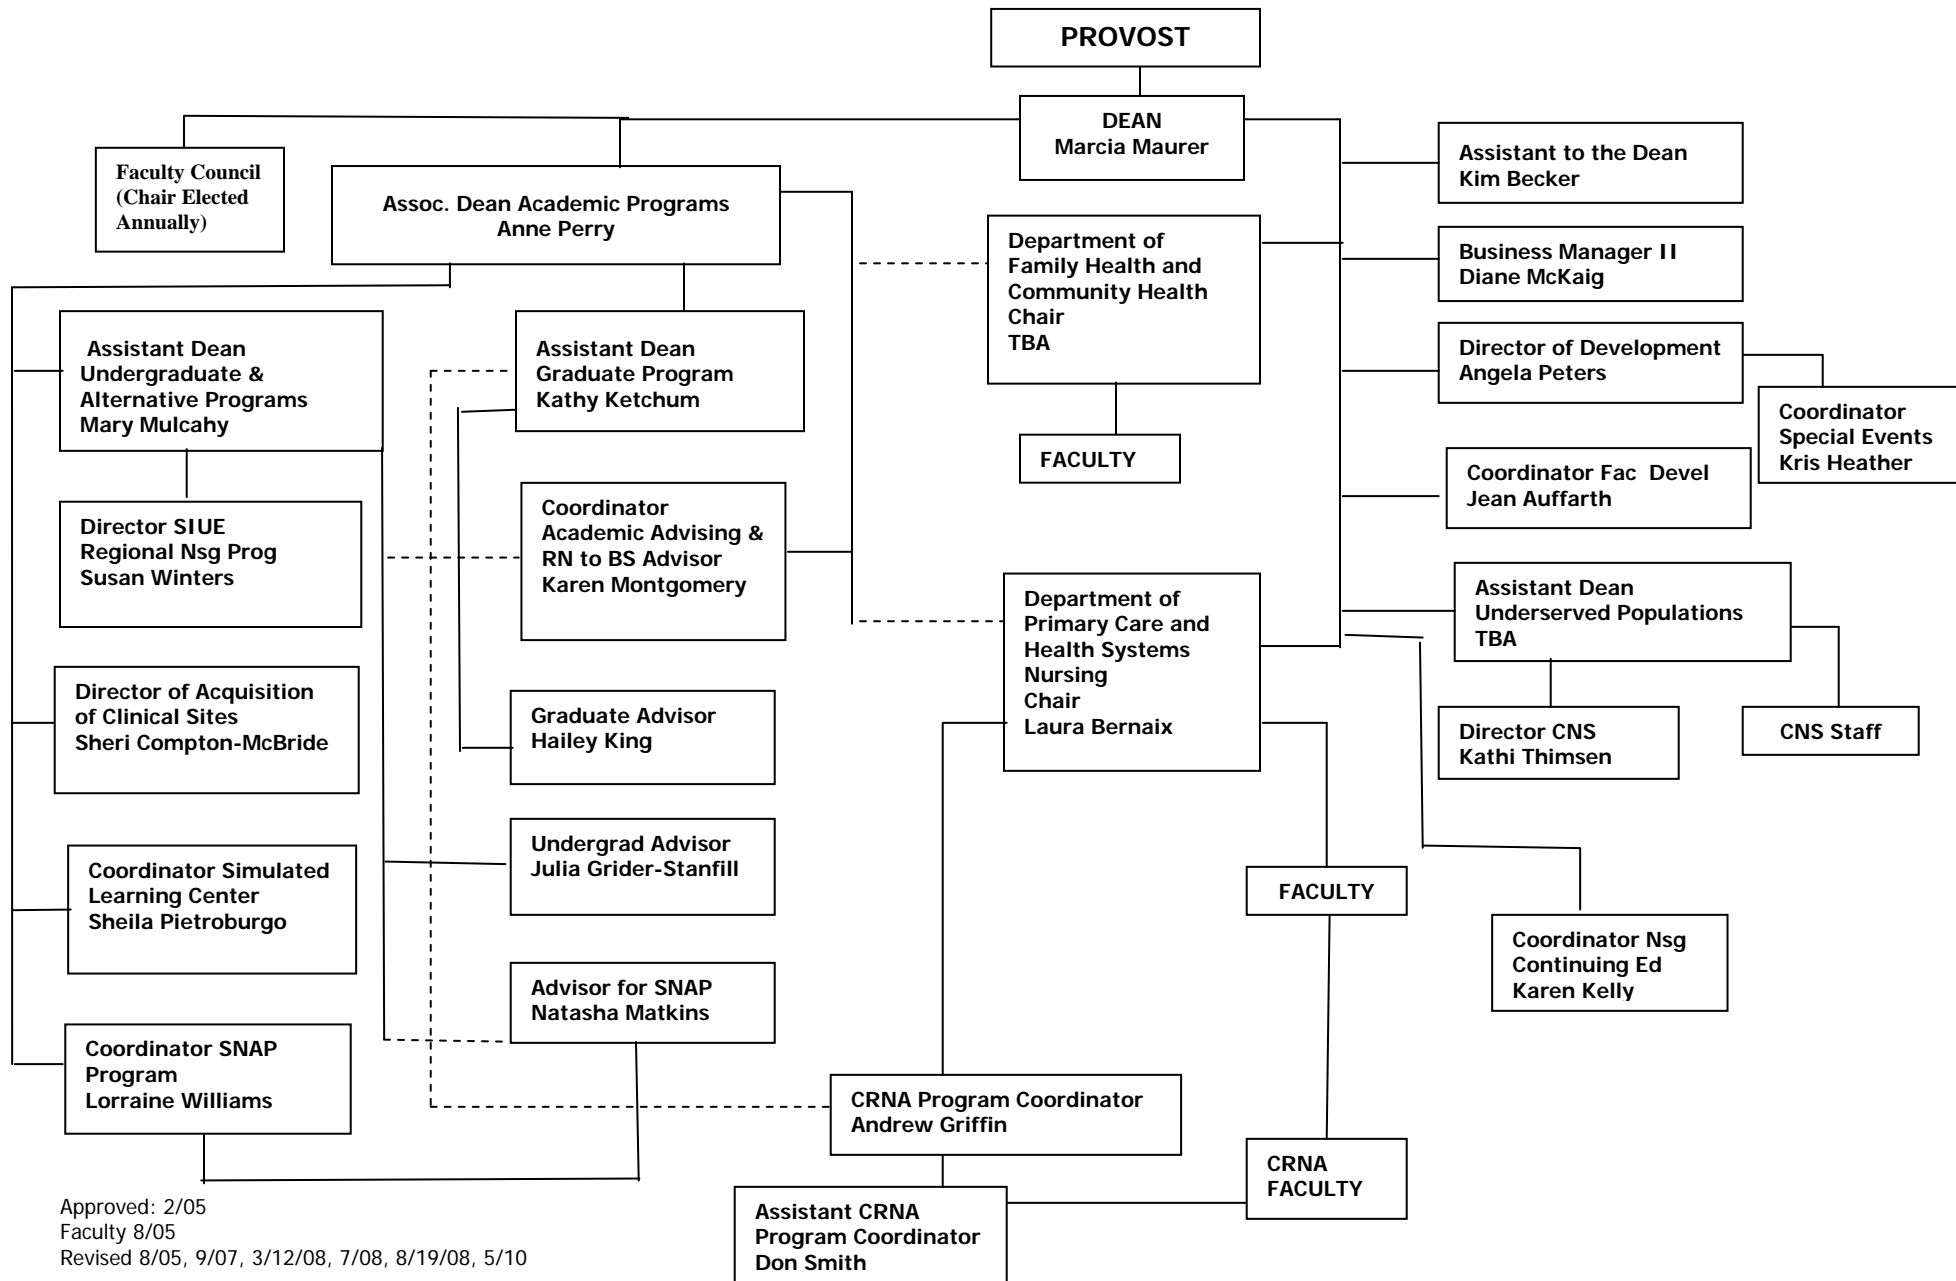 PROVOST
DEAN
Marcia Maurer
Faculty Council
(Chair Elected
Annually)
Assoc. Dean Academic Programs
Anne Perry
Assistant to the Dean
Kim Becker
Department of
Family Health and
Community Health
Chair
TBA
Business Manager II
Diane McKaig
Assistant Dean
Undergraduate &
Alternative Programs
Mary Mulcahy
Assistant Dean
Graduate Program
Kathy Ketchum
Director of Development
Angela Peters
Coordinator
Special Events
Kris Heather
FACULTY
Coordinator Fac  Devel
Jean Auffarth
Director SIUE
Regional Nsg Prog
Susan Winters
Coordinator
Academic Advising &
RN to BS Advisor
Karen Montgomery
Department of
Primary Care and
Health Systems
Nursing
Chair
Laura Bernaix
Assistant Dean
Underserved Populations
TBA
Director of Acquisition
of Clinical Sites
Sheri Compton-McBride
Graduate Advisor
Hailey King
Director CNS
Kathi Thimsen
CNS Staff
Coordinator Simulated
Learning Center
Sheila Pietroburgo
Undergrad Advisor
Julia Grider-Stanfill
FACULTY
Coordinator Nsg
Continuing Ed
Karen Kelly
Advisor for SNAP
Natasha Matkins
Coordinator SNAP
Program
Lorraine Williams
CRNA Program Coordinator
Andrew Griffin
CRNA
FACULTY
Assistant CRNA
Program Coordinator
Don Smith
Approved: 2/05
Faculty 8/05
Revised 8/05, 9/07, 3/12/08, 7/08, 8/19/08, 5/10